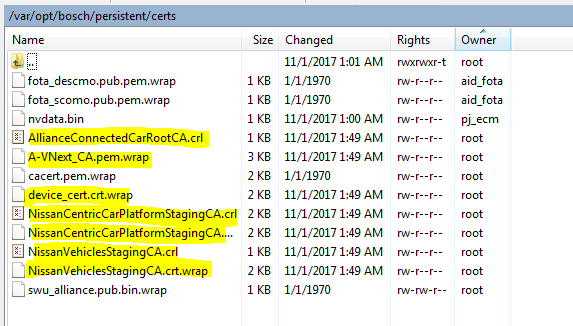 /var/opt/bosch/persistent/certs
Name Size Changed Rights Owner
.. 11/1/2017 1:01 AM rwxrwxr-t root
fota_descmo.pub.pem.wrap 1 KB 1/1/1970 rw-r--r-- aid_fota
fota_scomo.pub.pem.wrap 1 KB 1/1/1970 rw-r--r-- aid_fota
nvdata.bin 1 KB 11/1/2017 1:00 AM rw-r--r-- pj_ecm
AllianceConnectedCarRootCA.crl 1 KB 11/1/2017 1:49 AM rw-r--r-- root
A-VNext_CA.pem.wrap 3 KB 11/1/2017 1:49 AM rw-r--r-- root
cacert.pem.wrap 2 KB 1/1/1970 rw-r--r-- root
device_cert.crt.wrap 2 KB 11/1/2017 1:49 AM rw-r--r-- root
NissanCentricCarPlatformStagingCA.crl 2 KB 11/1/2017 1:49 AM rw-r--r-- root
NissanCentricCarPlatformStagingCA.... 2 KB 11/1/2017 1:49 AM rw-r--r-- root
NissanVehiclesStagingCA.crl 1 KB 11/1/2017 1:49 AM rw-r--r-- root
NissanVehiclesStagingCA.crt.wrap 2 KB 11/1/2017 1:49 AM rw-r--r-- root
swu_alliance.pub.bin.wrap 1 KB 1/1/1970 rw-rw-r-- root